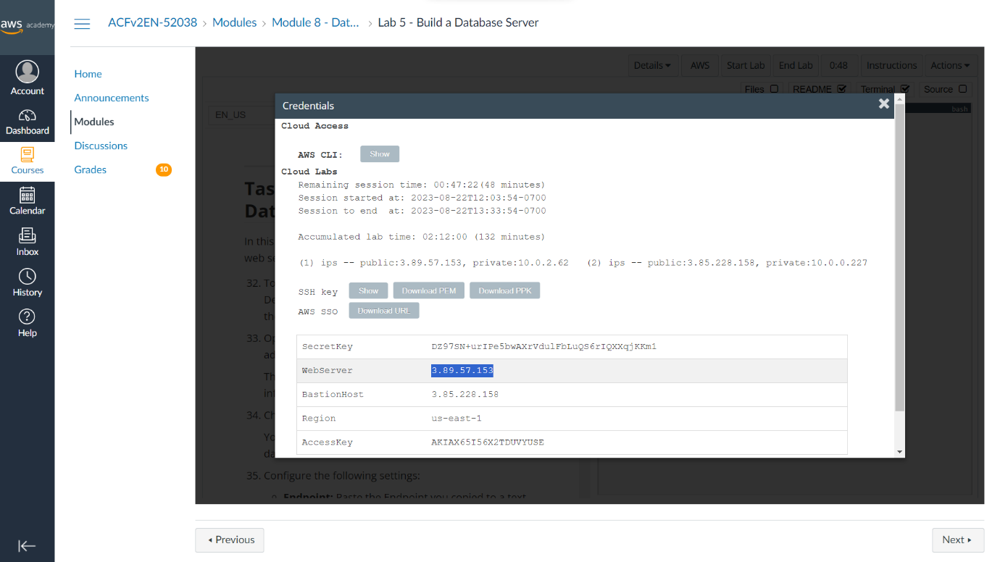 aws academy
ACFv2EN-52038 › Modules › Module 8 - Dat... › Lab 5 - Build a Database Server
Account
Dashboard
Courses
Calendar
Inbox
History
Help
Home
Announcements
Modules
Discussions
Grades 10
Details AWS Start Lab End Lab 0:48 Instructions Actions
Files README Terminal Source
EN_US
bash
Credentials
Cloud Access
AWS CLI: Show
Cloud Labs
Remaining session time: 00:47:22(48 minutes)
Session started at: 2023-08-22T12:03:54-0700
Session to end at: 2023-08-22T13:33:54-0700
Accumulated lab time: 02:12:00 (132 minutes)
(1) ips -- public:3.89.57.153, private:10.0.2.62 (2) ips -- public:3.85.228.158, private:10.0.0.227
SSH key Show Download PEM Download PPK
AWS SSO Download URL
SecretKey DZ97SN+urIPe5bwAXrVdulFbLuQS6rIQXXqjKKm1
WebServer 3.89.57.153
BastionHost 3.85.228.158
Region us-east-1
AccessKey AKIAX65I56X2TDUVYUSE
Tas
Dat
In this
web se
32. To
De
th
33. Op
ad
Th
in
34. Ch
Yo
da
35. Configure the following settings:
Endpoint: Paste the Endpoint you copied to a text
Previous
Next